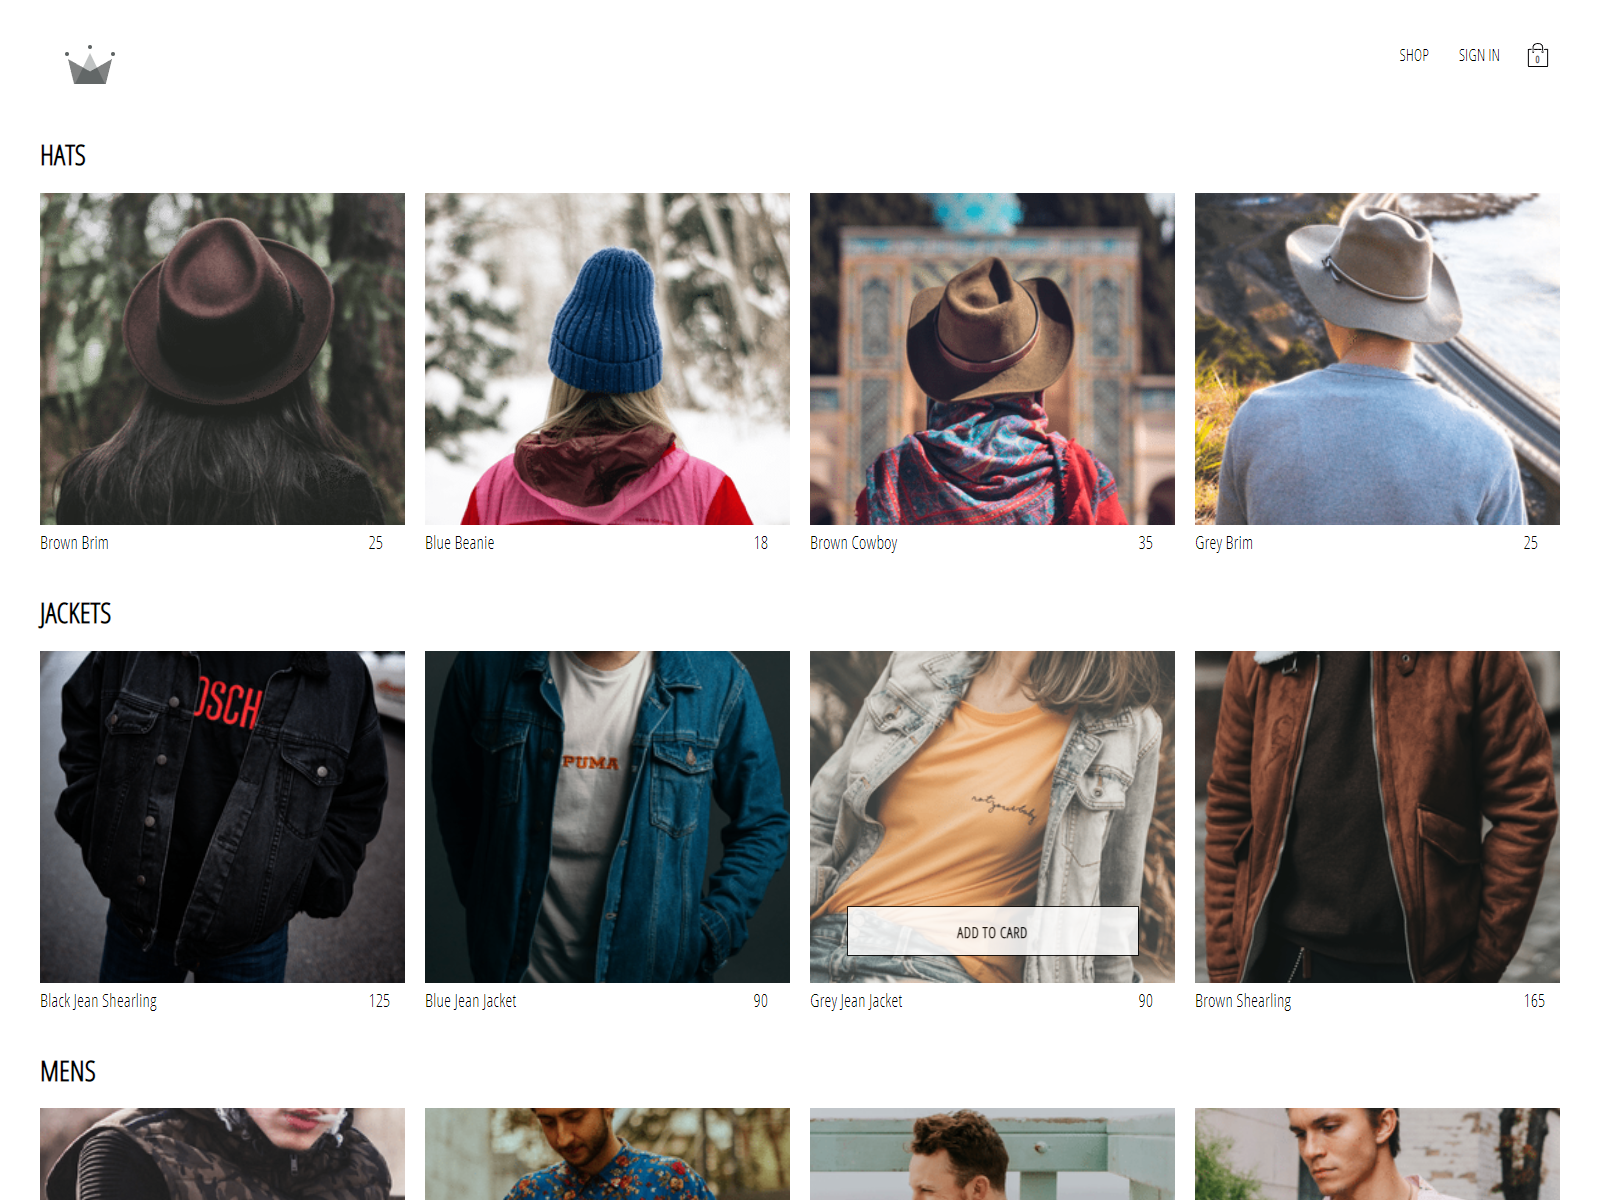 SHOP
SIGN IN
0
HATS
Brown Brim 25
Blue Beanie 18
Brown Cowboy 35
Grey Brim 25
JACKETS
OSCH
PUMA
notyourbaby
ADD TO CARD
Black Jean Shearling 125
Blue Jean Jacket 90
Grey Jean Jacket 90
Brown Shearling 165
MENS